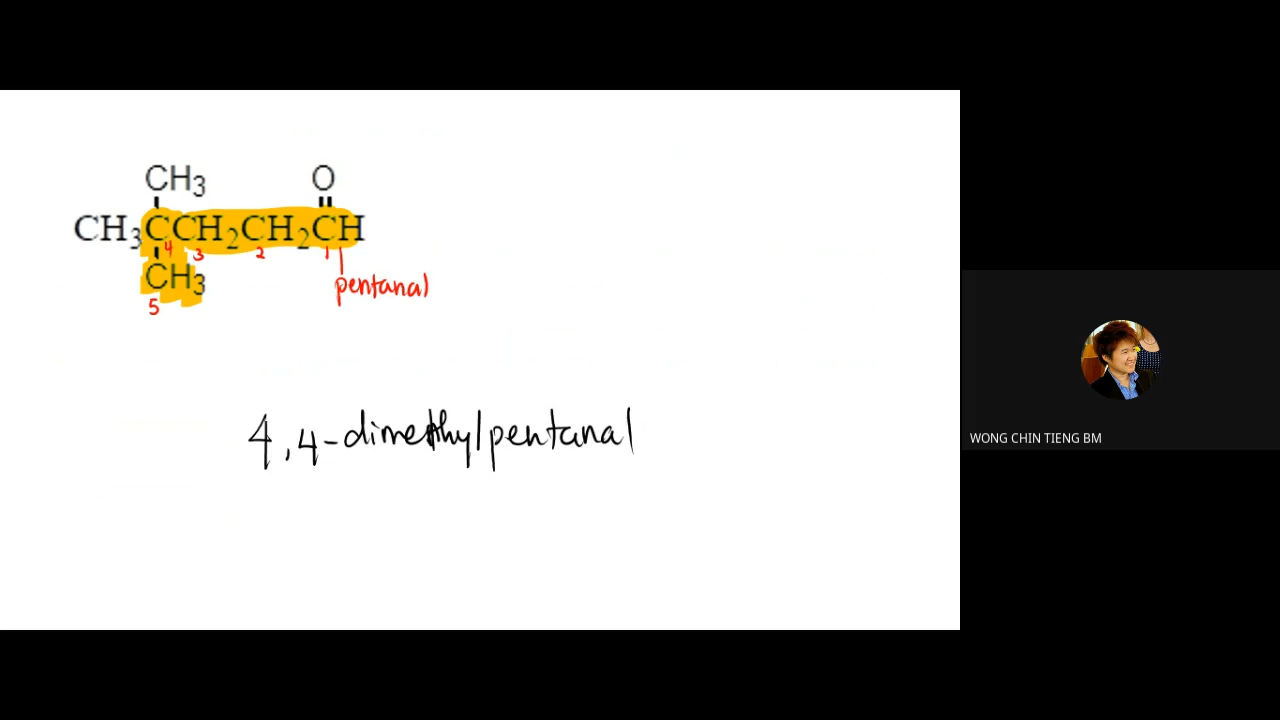 CH3 O
CH3CCH2CH2CH
4 3 2 1
CH3 pentanal
5
4,4-dimethylpentanal
WONG CHIN TIENG BM